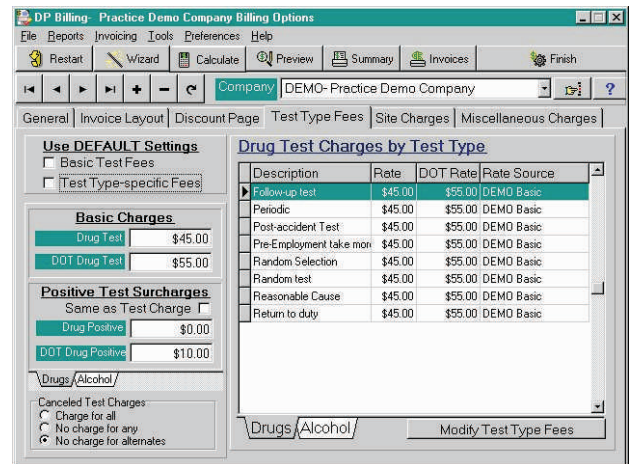 DP Billing- Practice Demo Company Billing Options
File Reports Invoicing Tools Preferences Help
Restart Wizard Calculate Preview Summary Invoices Finish
Company DEMO- Practice Demo Company ?
General Invoice Layout Discount Page Test Type Fees Site Charges Miscellaneous Charges
Use DEFAULT Settings
Basic Test Fees
Test Type-specific Fees
Basic Charges
Drug Test $45.00
DOT Drug Test $55.00
Positive Test Surcharges
Same as Test Charge
Drug Positive $0.00
DOT Drug Positive $10.00
Drugs Alcohol
Canceled Test Charges
Charge for all
No charge for any
No charge for alternates
Drug Test Charges by Test Type
Description Rate DOT Rate Rate Source
Follow-up test $45.00 $55.00 DEMO Basic
Periodic $45.00 $55.00 DEMO Basic
Post-accident Test $45.00 $55.00 DEMO Basic
Pre-Employment take mor $45.00 $55.00 DEMO Basic
Random Selection $45.00 $55.00 DEMO Basic
Random test $45.00 $55.00 DEMO Basic
Reasonable Cause $45.00 $55.00 DEMO Basic
Return to duty $45.00 $55.00 DEMO Basic
Drugs Alcohol
Modify Test Type Fees